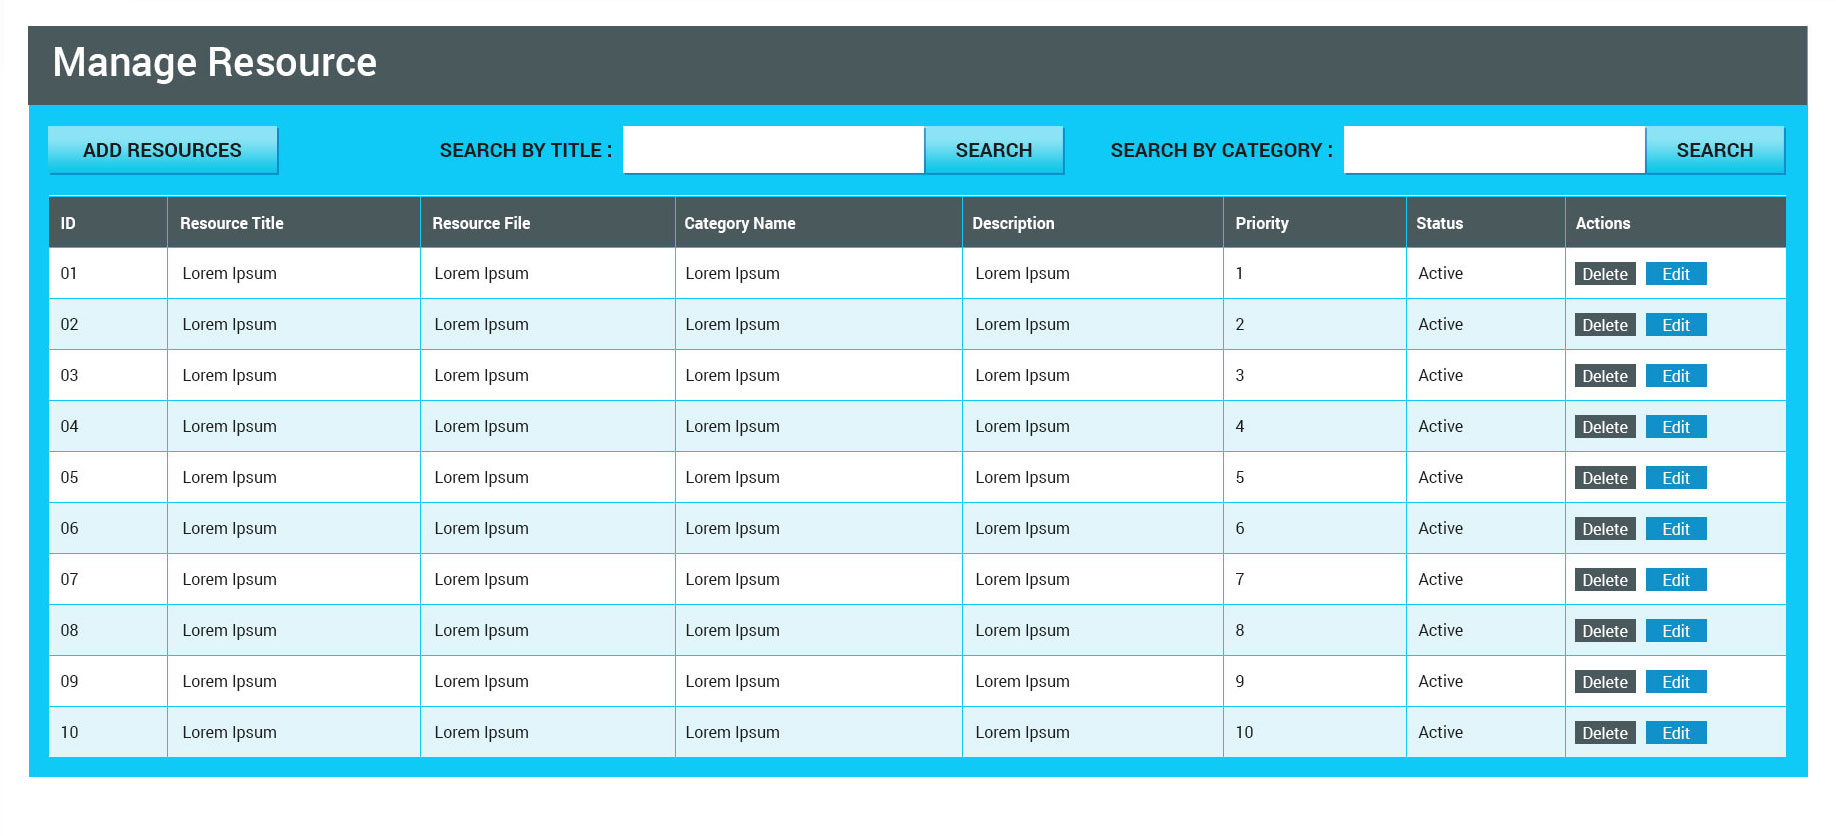 Manage Resource
ADD RESOURCES SEARCH BY TITLE : SEARCH SEARCH BY CATEGORY : SEARCH
ID Resource Title Resource File Category Name Description Priority Status Actions
01 Lorem Ipsum Lorem Ipsum Lorem Ipsum Lorem Ipsum 1 Active Delete Edit
02 Lorem Ipsum Lorem Ipsum Lorem Ipsum Lorem Ipsum 2 Active Delete Edit
03 Lorem Ipsum Lorem Ipsum Lorem Ipsum Lorem Ipsum 3 Active Delete Edit
04 Lorem Ipsum Lorem Ipsum Lorem Ipsum Lorem Ipsum 4 Active Delete Edit
05 Lorem Ipsum Lorem Ipsum Lorem Ipsum Lorem Ipsum 5 Active Delete Edit
06 Lorem Ipsum Lorem Ipsum Lorem Ipsum Lorem Ipsum 6 Active Delete Edit
07 Lorem Ipsum Lorem Ipsum Lorem Ipsum Lorem Ipsum 7 Active Delete Edit
08 Lorem Ipsum Lorem Ipsum Lorem Ipsum Lorem Ipsum 8 Active Delete Edit
09 Lorem Ipsum Lorem Ipsum Lorem Ipsum Lorem Ipsum 9 Active Delete Edit
10 Lorem Ipsum Lorem Ipsum Lorem Ipsum Lorem Ipsum 10 Active Delete Edit